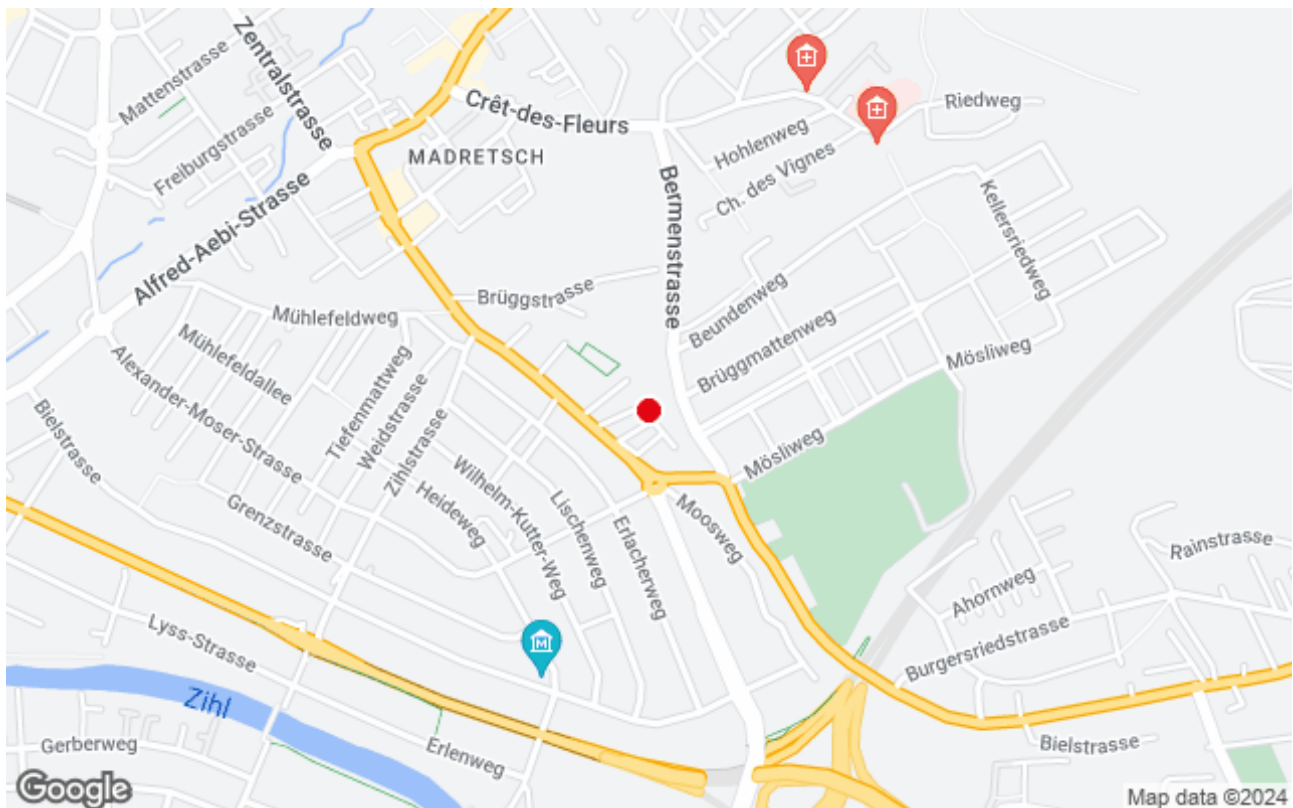 Zentralstrasse
Mattenstrasse
Freiburgstrasse
Crêt-des-Fleurs
Riedweg
Hohlenweg
MADRETSCH
Ch. des Vignes
Bermenstrasse
Kellersriedweg
Alfred-Aebi-Strasse
Brüggstrasse
Mühlefeldweg
Beundenweg
Brüggmattenweg
Mösliweg
Mühlefeldallee
Alexander-Moser-Strasse
Tiefenmattweg
Weidstrasse
Zihlstrasse
Bielstrasse
Mösliweg
Heideweg
Wilhelm-Kutter-Weg
Lischenweg
Erlacherweg
Moosweg
Grenzstrasse
Rainstrasse
Ahornweg
Burgersriedstrasse
Lyss-Strasse
M
Zihl
Gerberweg
Erlenweg
Bielstrasse
Google
Map data ©2024